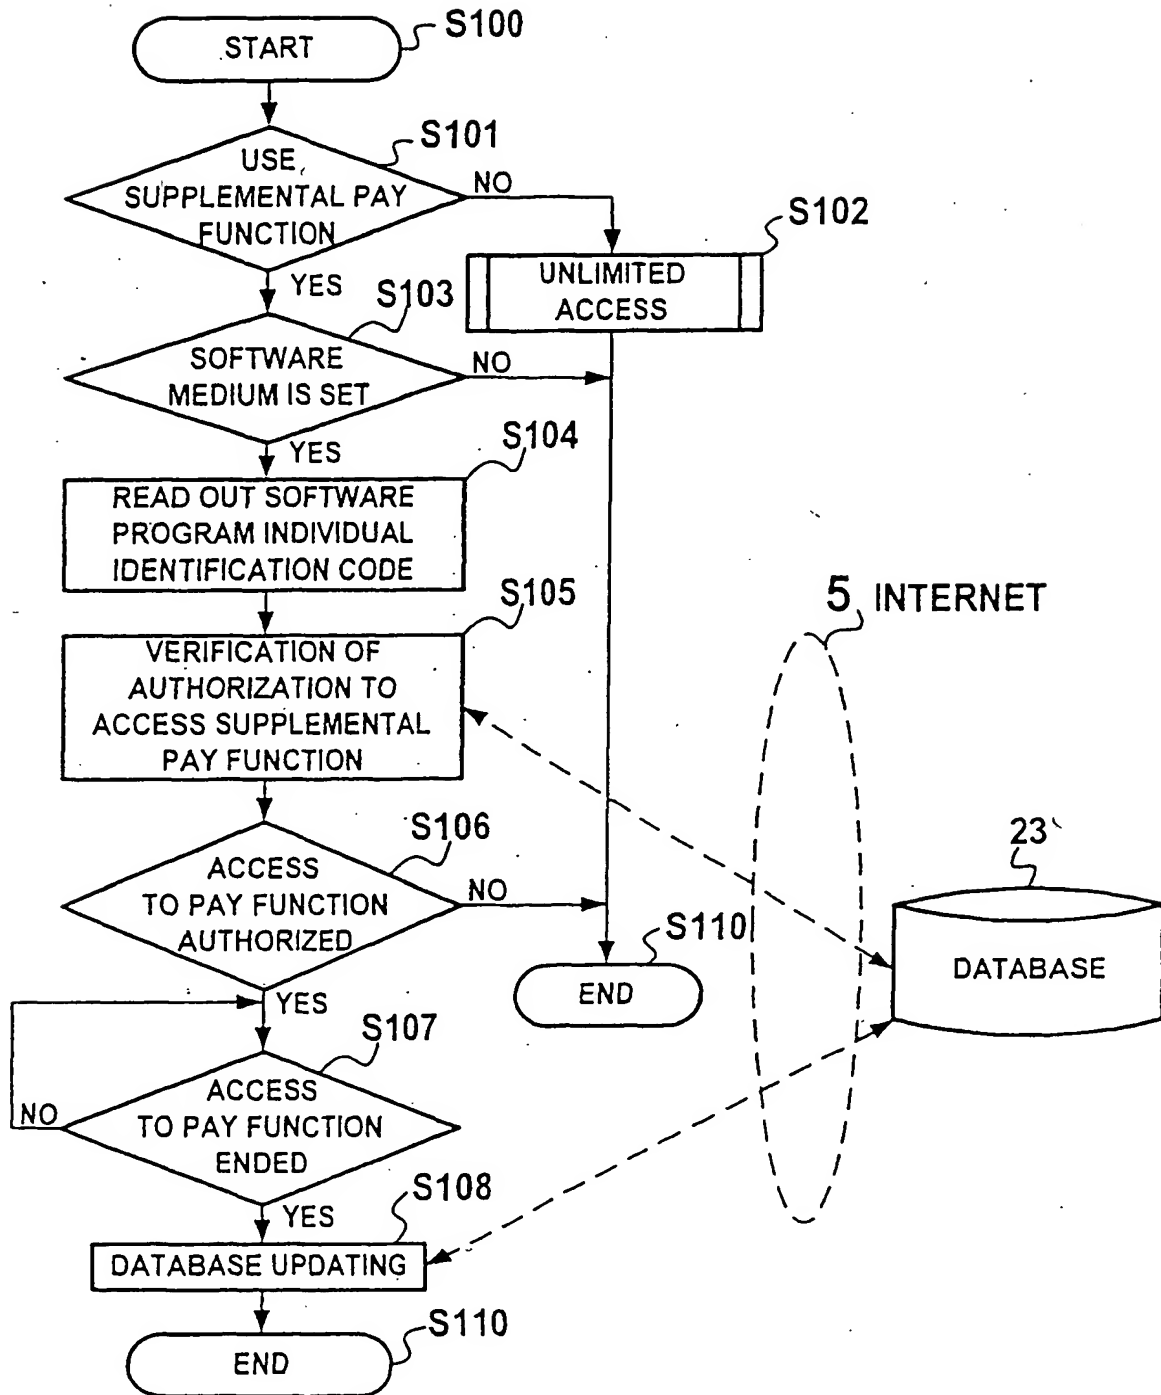 START
S100
S101
USE
SUPPLEMENTAL PAY
FUNCTION
NO
YES
S102
UNLIMITED
ACCESS
S103
SOFTWARE
MEDIUM IS SET
NO
YES
S104
READ OUT SOFTWARE
PROGRAM INDIVIDUAL
IDENTIFICATION CODE
S105
VERIFICATION OF
AUTHORIZATION TO
ACCESS SUPPLEMENTAL
PAY FUNCTION
5 INTERNET
S106
ACCESS
TO PAY FUNCTION
AUTHORIZED
NO
YES
23
DATABASE
S110
END
S107
ACCESS
TO PAY FUNCTION
ENDED
NO
YES
S108
DATABASE UPDATING
S110
END